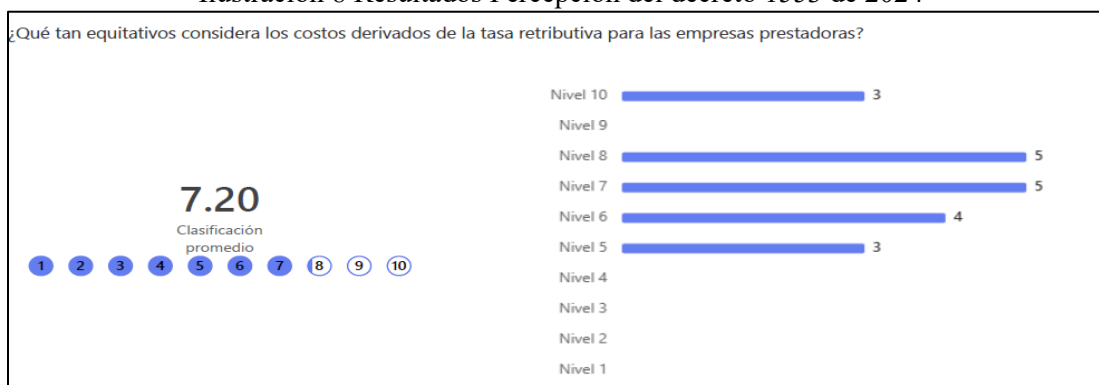 ¿Qué tan equitativos considera los costos derivados de la tasa retributiva para las empresas prestadoras?
7.20
Clasificación
promedio
1 2 3 4 5 6 7 8 9 10
Nivel 10 3
Nivel 9
Nivel 8 5
Nivel 7 5
Nivel 6 4
Nivel 5 3
Nivel 4
Nivel 3
Nivel 2
Nivel 1